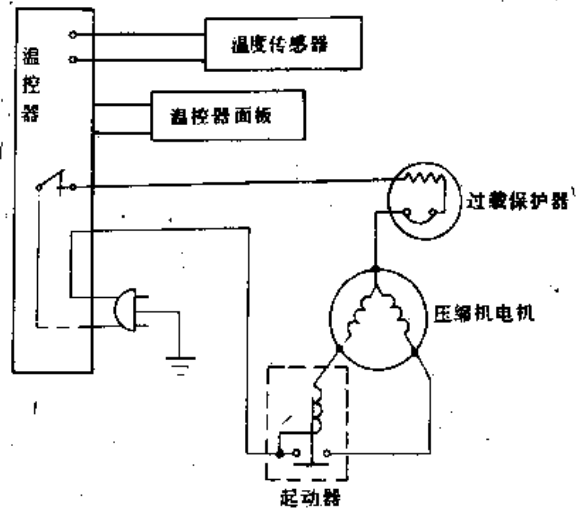 温度传感器
温控器
温控器面板
过载保护器
压缩机电机
起动器